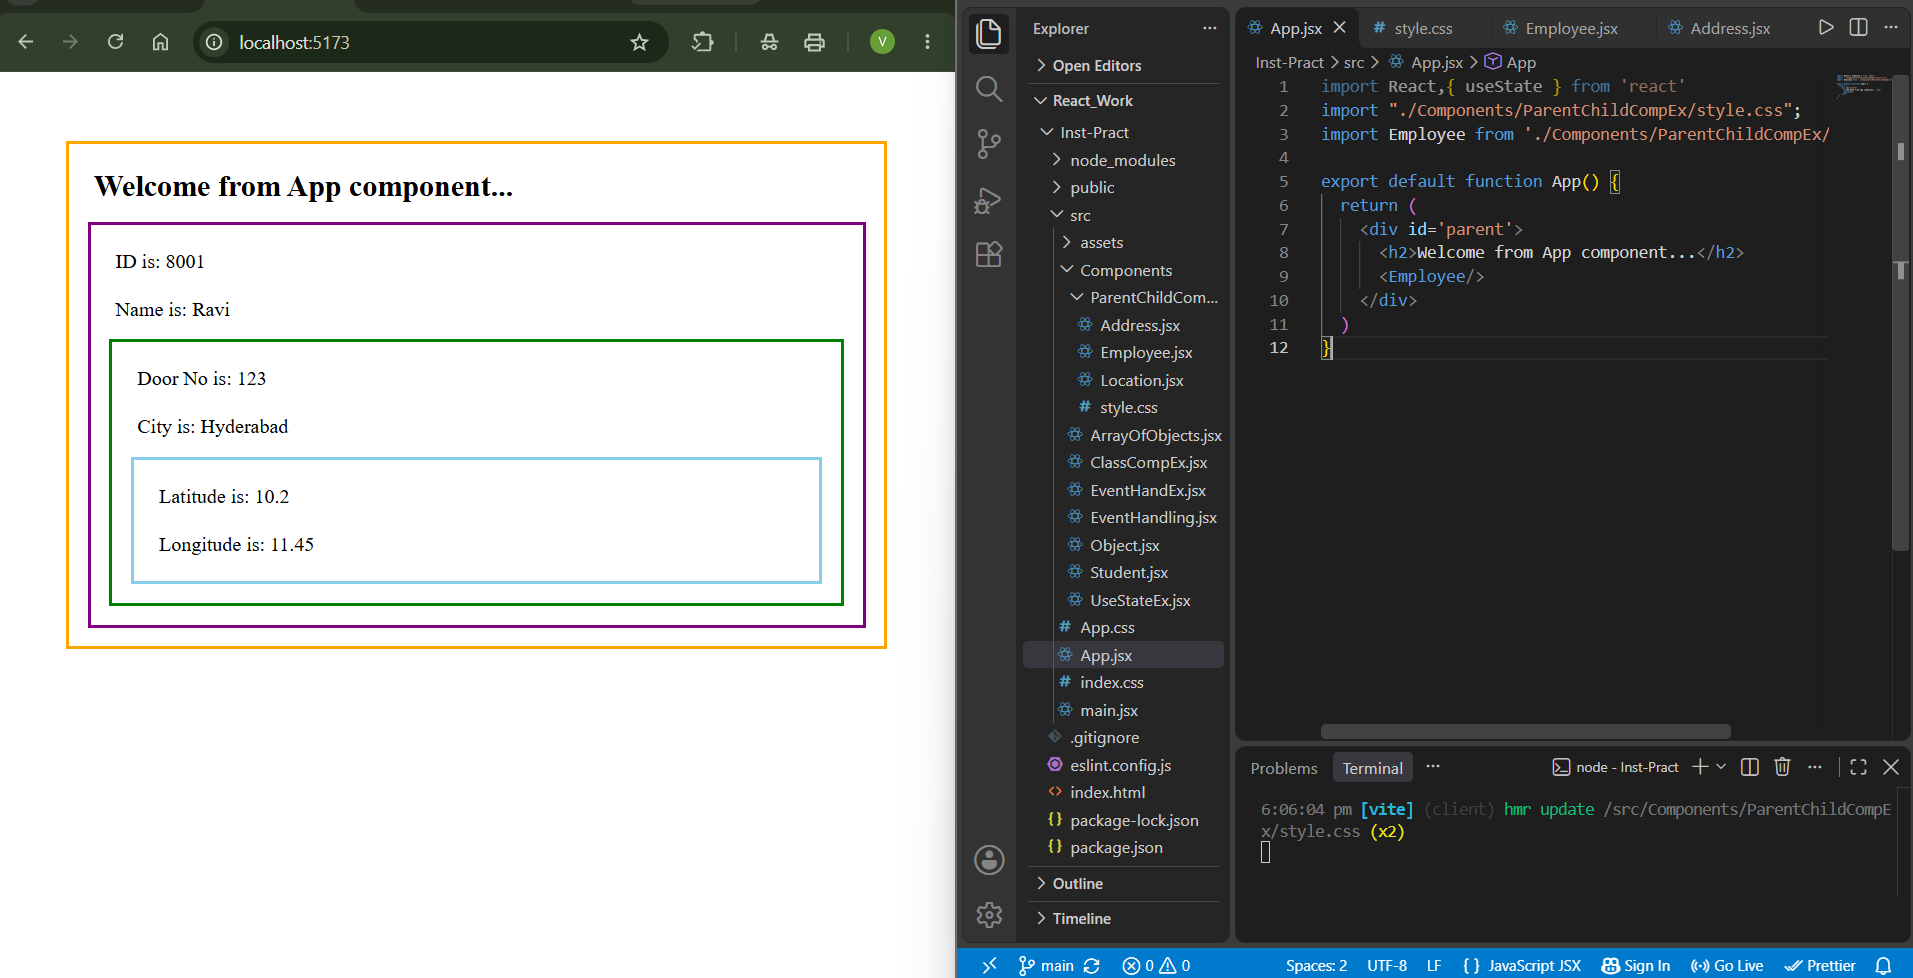 localhost:5173
V
Welcome from App component...
ID is: 8001
Name is: Ravi
Door No is: 123
City is: Hyderabad
Latitude is: 10.2
Longitude is: 11.45
Explorer
Open Editors
React_Work
Inst-Pract
node_modules
public
src
assets
Components
ParentChildCom...
Address.jsx
Employee.jsx
Location.jsx
# style.css
ArrayOfObjects.jsx
ClassCompEx.jsx
EventHandEx.jsx
EventHandling.jsx
Object.jsx
Student.jsx
UseStateEx.jsx
# App.css
App.jsx
# index.css
main.jsx
.gitignore
eslint.config.js
<> index.html
{} package-lock.json
{} package.json
Outline
Timeline
App.jsx # style.css Employee.jsx Address.jsx
Inst-Pract > src > App.jsx > App
1 import React,{ useState } from 'react'
2 import "./Components/ParentChildCompEx/style.css";
3 import Employee from './Components/ParentChildCompEx/
4
5 export default function App() {
6 return (
7 <div id='parent'>
8 <h2>Welcome from App component...</h2>
9 <Employee/>
10 </div>
11 )
12 }
Problems Terminal ... node - Inst-Pract
6:06:04 pm [vite] (client) hmr update /src/Components/ParentChildCompE
x/style.css (x2)
main 0 0 Spaces: 2 UTF-8 LF {} JavaScript JSX Sign In Go Live Prettier